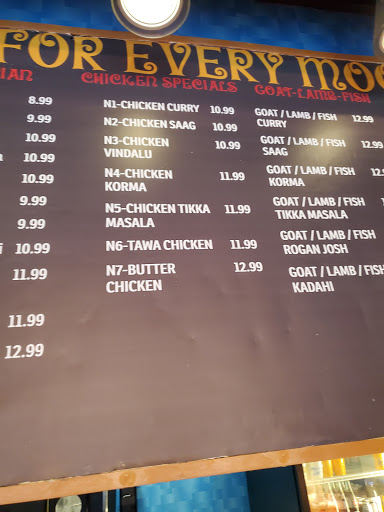 FOR EVERY MOO
IAN
8.99
9.99
10.99
10.99
10.99
9.99
9.99
10.99
11.99
11.99
12.99
CHICKEN SPECIALS
N1-CHICKEN CURRY 10.99
N2-CHICKEN SAAG 10.99
N3-CHICKEN 10.99
VINDALU
N4-CHICKEN 11.99
KORMA
N5-CHICKEN TIKKA 11.99
MASALA
N6-TAWA CHICKEN 11.99
N7-BUTTER 12.99
CHICKEN
GOAT-LAMB-FISH
GOAT / LAMB / FISH 12.99
CURRY
GOAT / LAMB / FISH 12.99
SAAG
GOAT / LAMB / FISH 12.
KORMA
GOAT / LAMB / FISH
TIKKA MASALA
GOAT / LAMB / FISH
ROGAN JOSH
GOAT / LAMB / FISH
KADAHI